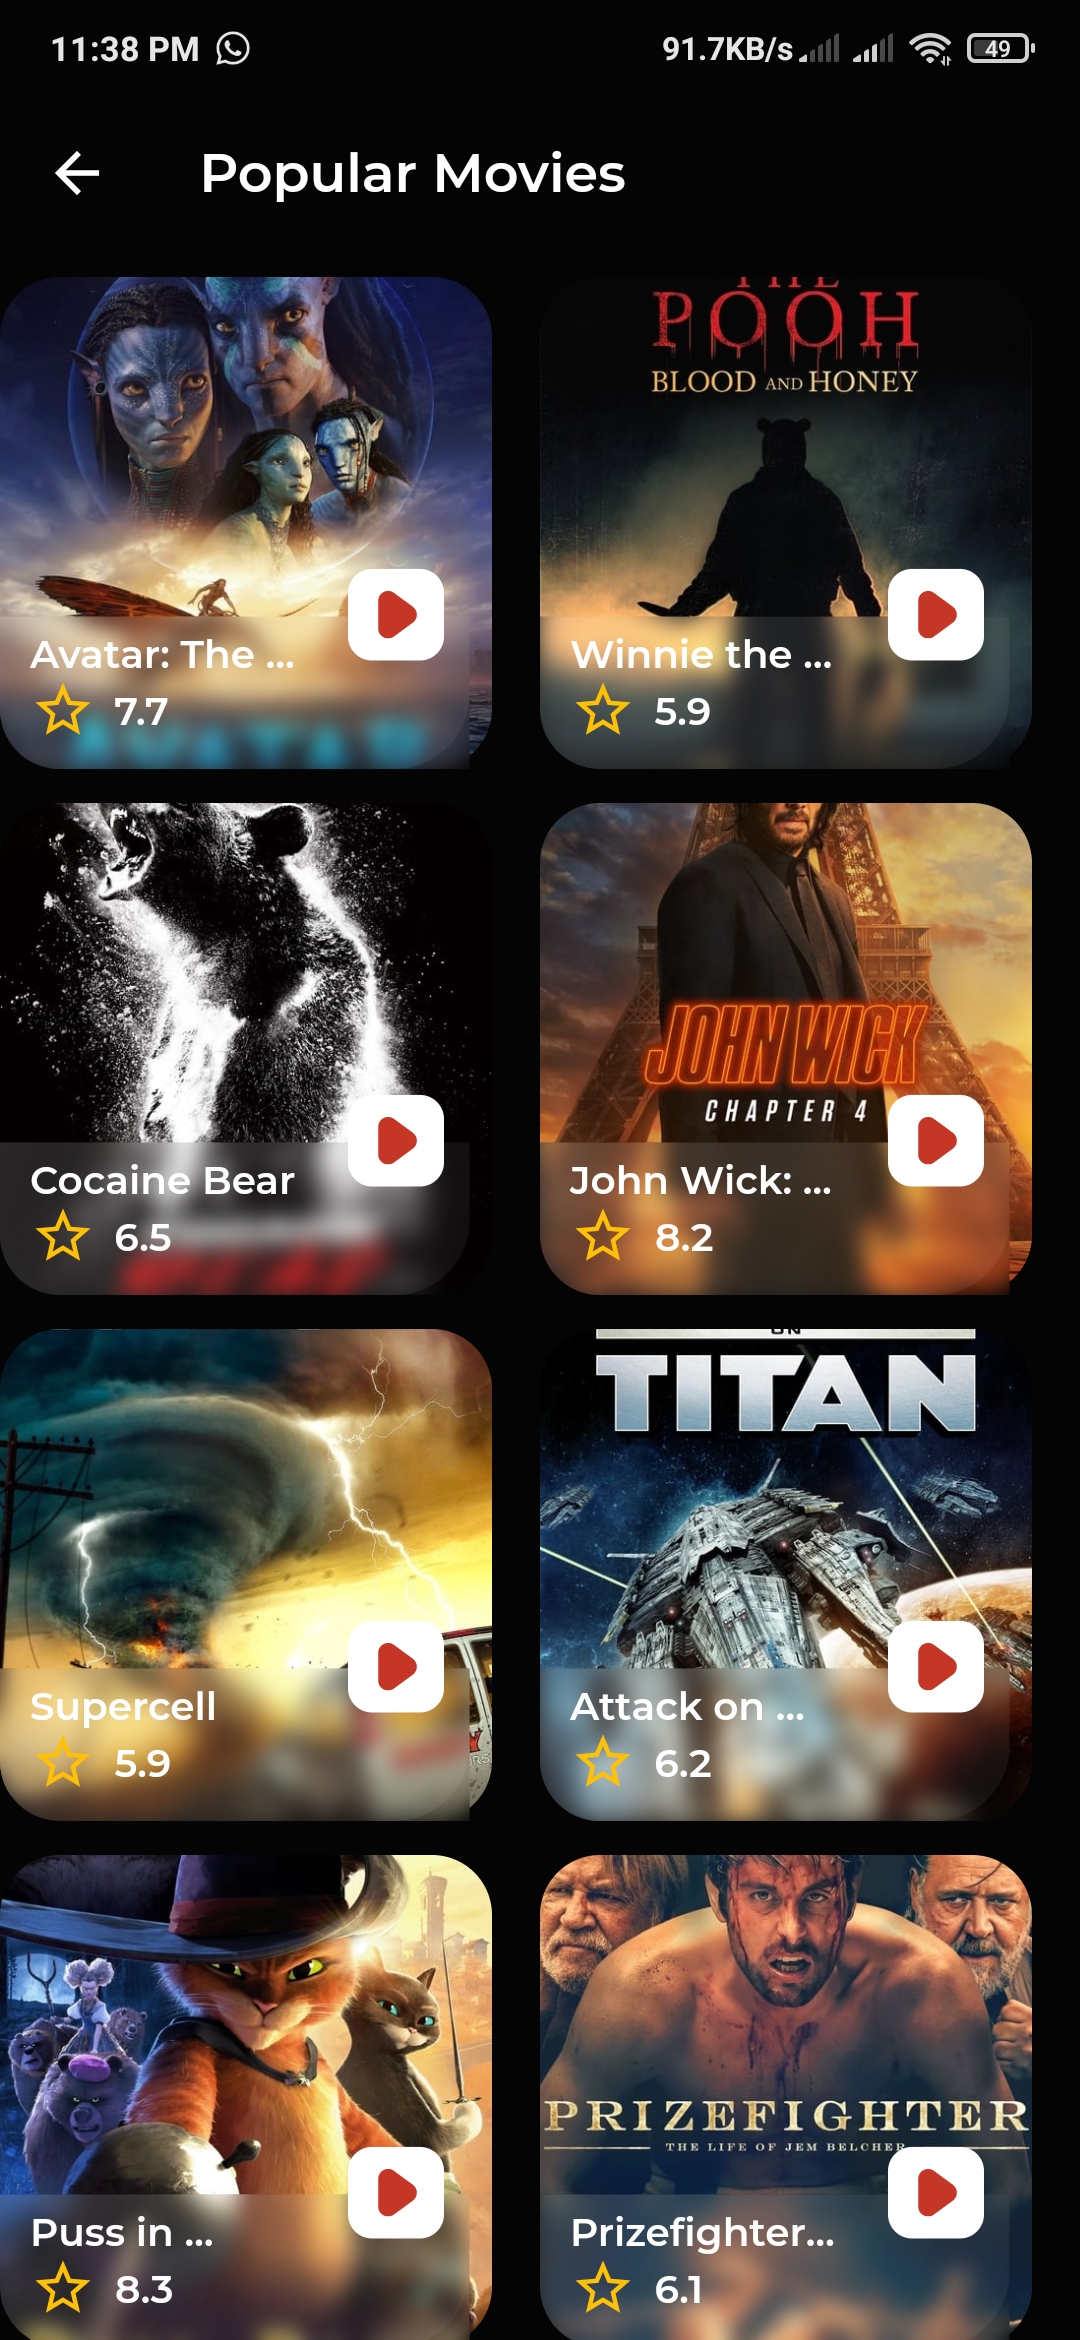 11:38 PM 91.7KB/s 49
Popular Movies
POOH
BLOOD AND HONEY
Avatar: The ...
7.7
Winnie the ...
5.9
JOHN WICK
CHAPTER 4
Cocaine Bear
6.5
John Wick: ...
8.2
ON
TITAN
Supercell
5.9
Attack on ...
6.2
PRIZEFIGHTER
THE LIFE OF JEM BELCHER
Puss in ...
8.3
Prizefighter...
6.1